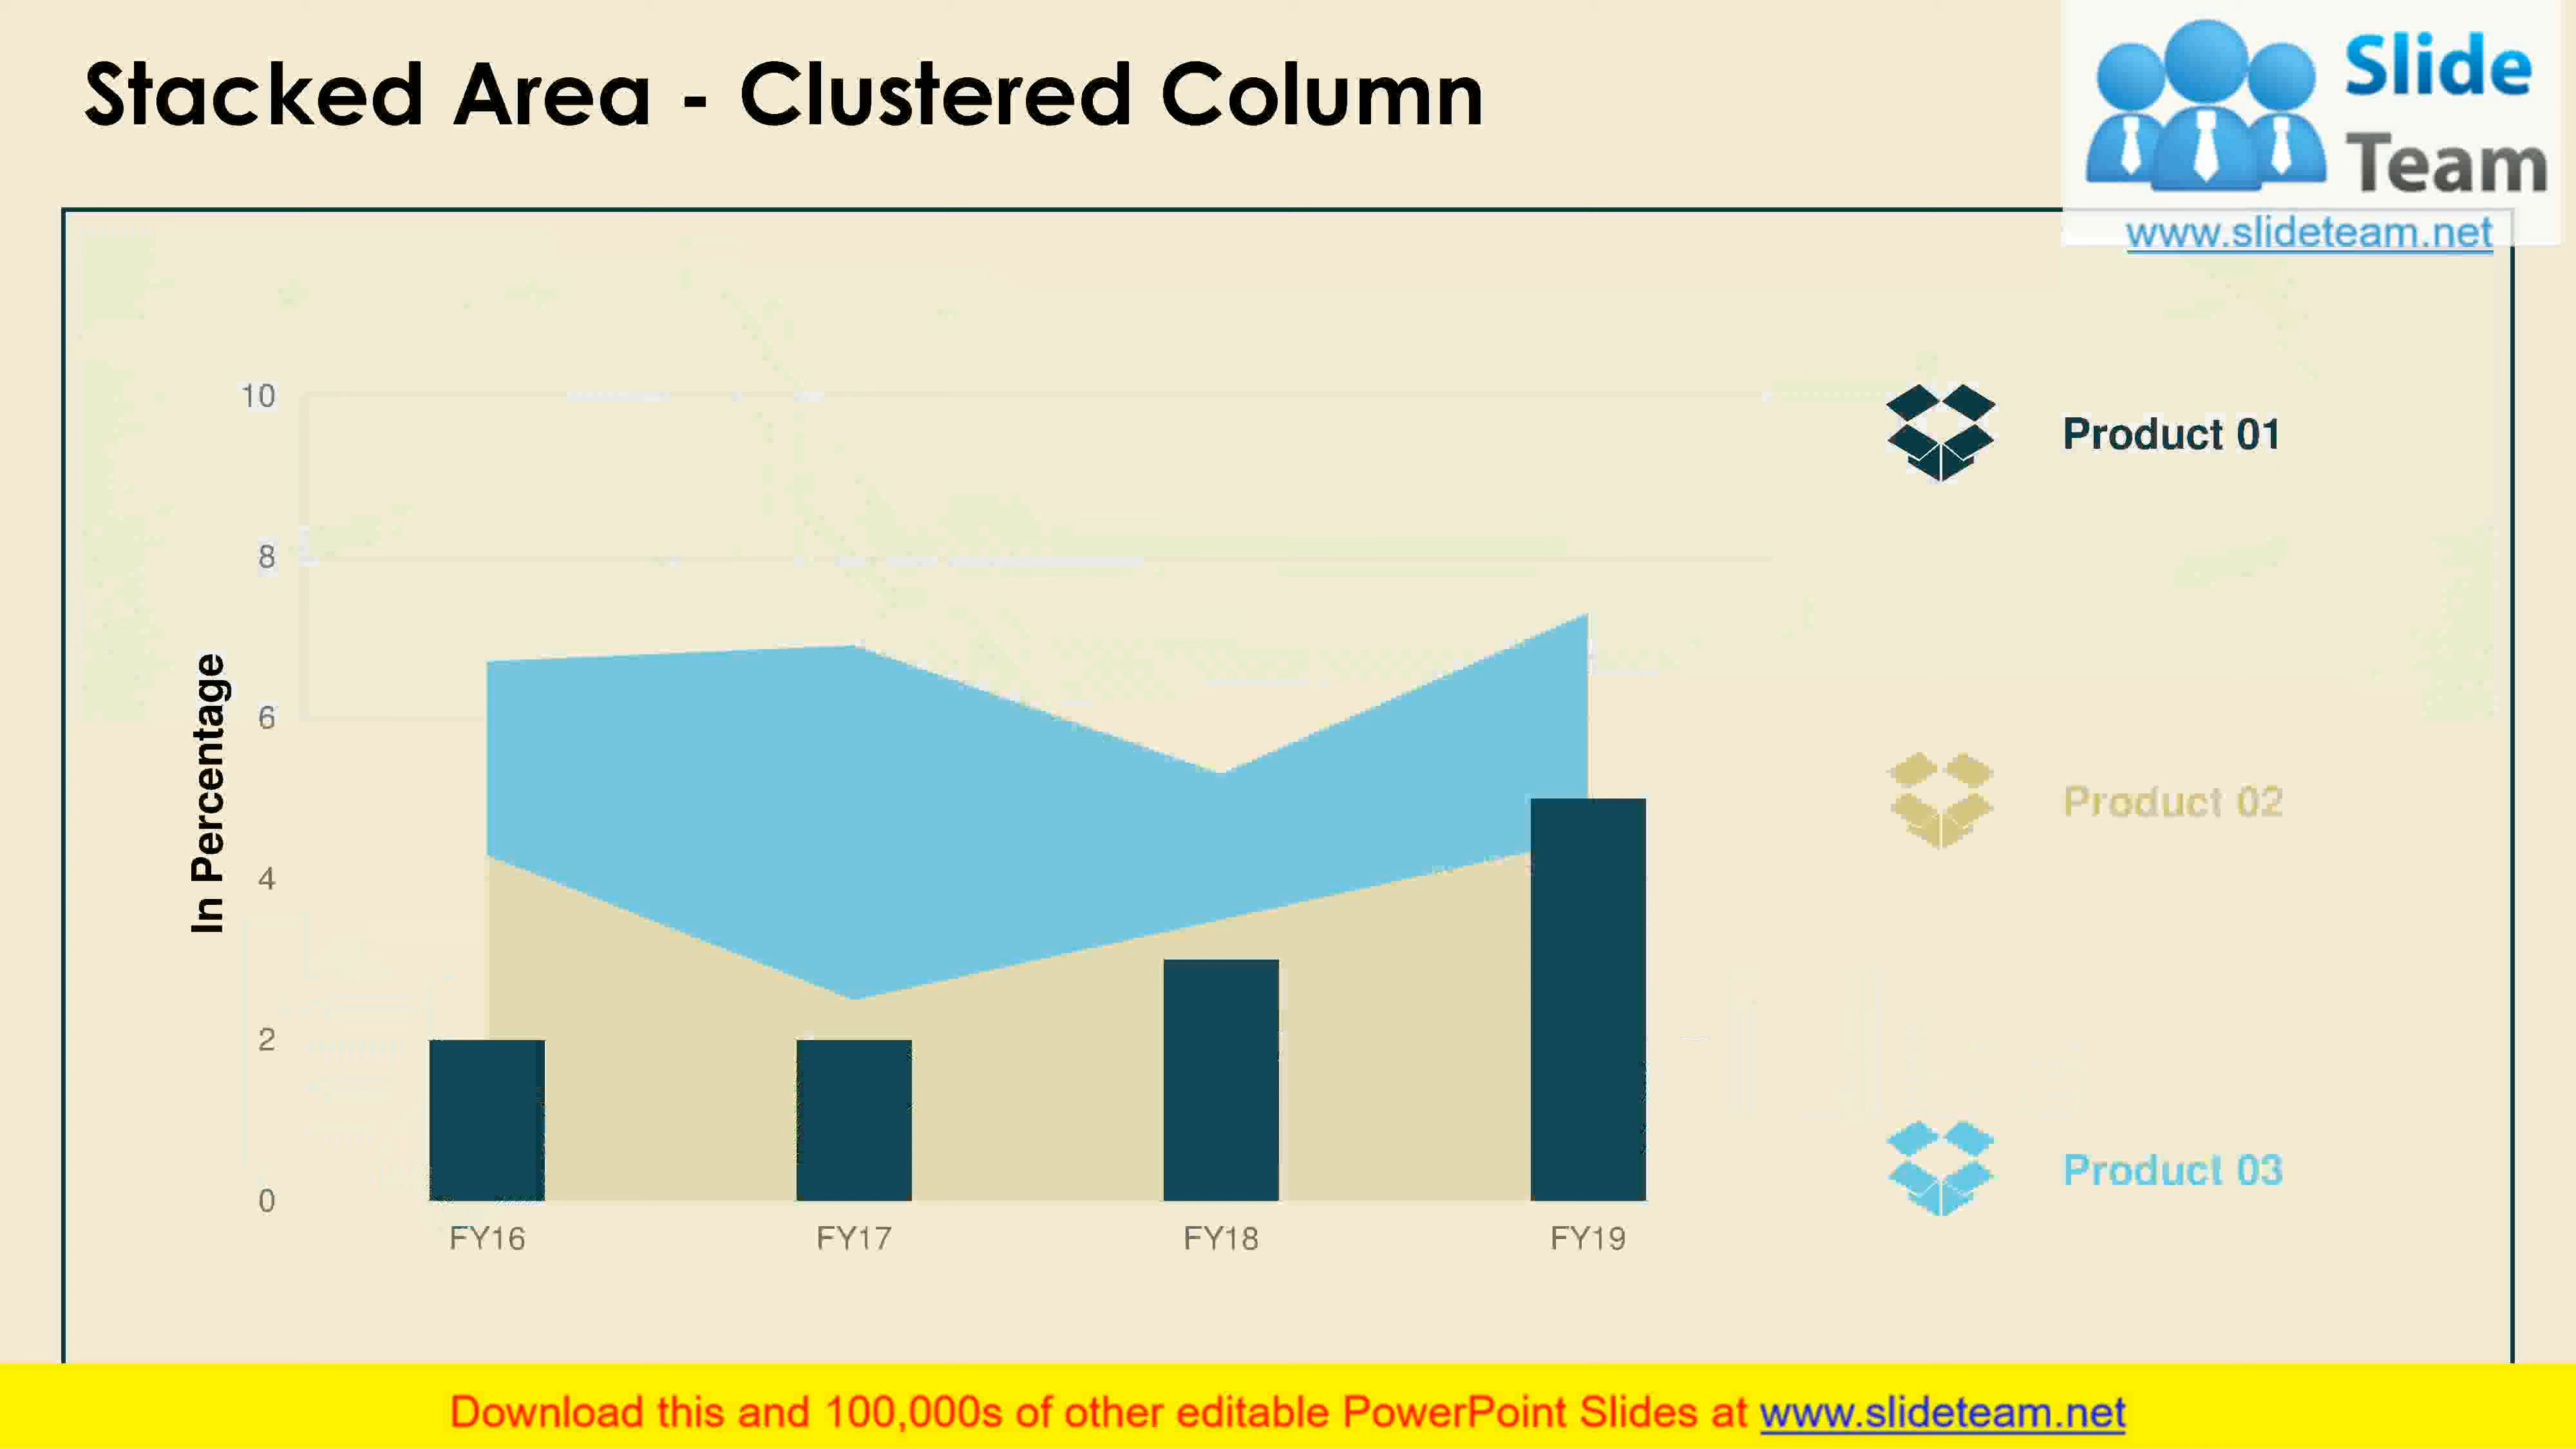 Stacked Area - Clustered Column
Slide
Team
www.slideteam.net
In Percentage
10
8
6
4
2
0
FY16 FY17 FY18 FY19
Product 01
Product 02
Product 03
Download this and 100,000s of other editable PowerPoint Slides at www.slideteam.net